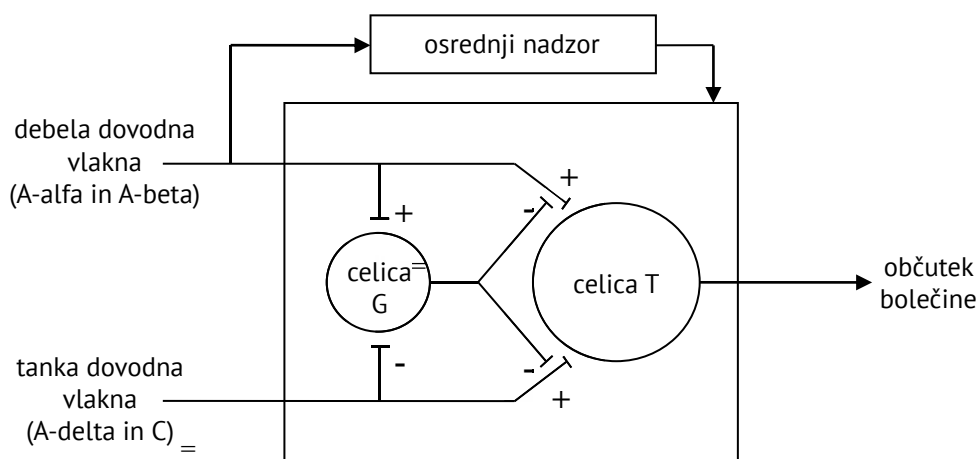 osrednji nadzor
debela dovodna
vlakna
(A-alfa in A-beta)
+
-
+
celica=
G
celica T
občutek
bolečine
tanka dovodna
vlakna
(A-delta in C) =
-
-
+